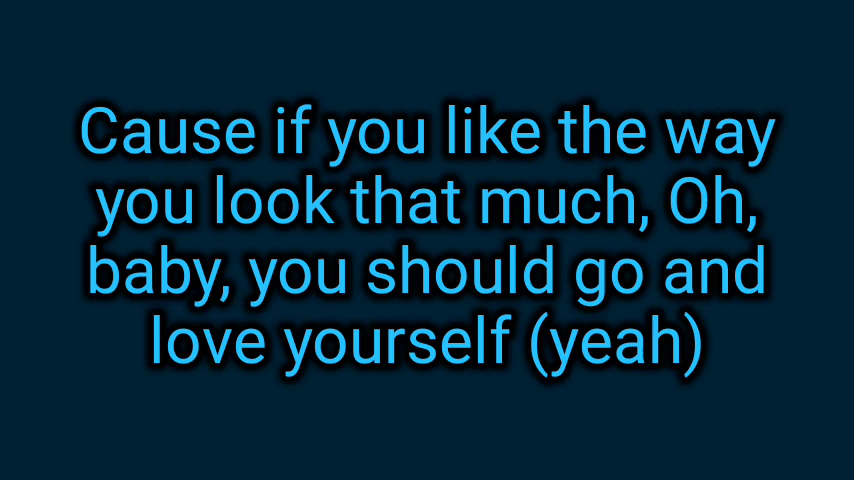 Cause if you like the way
you look that much, Oh,
baby, you should go and
love yourself (yeah)